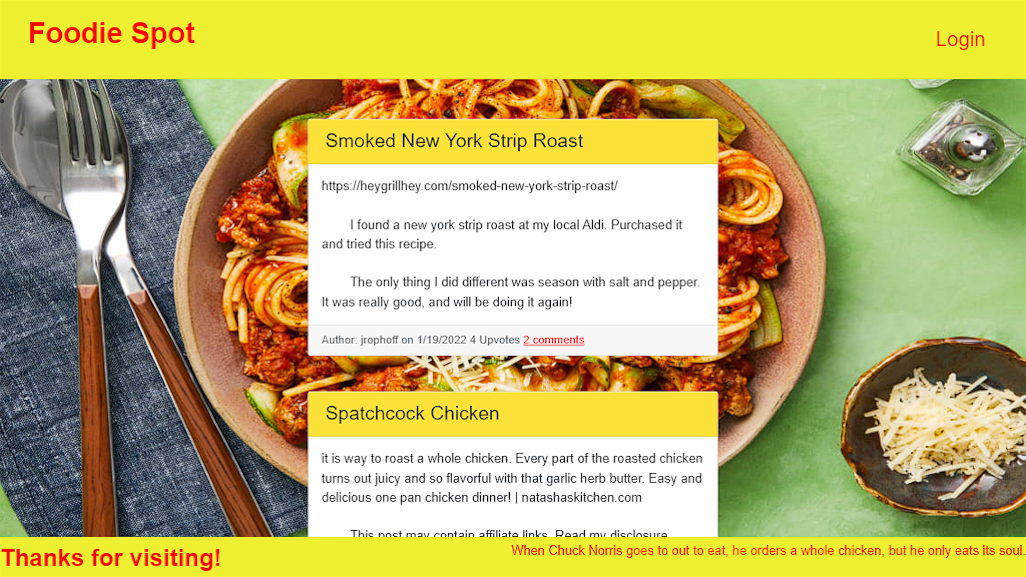 Foodie Spot
Login
Smoked New York Strip Roast
https://heygrillhey.com/smoked-new-york-strip-roast/
I found a new york strip roast at my local Aldi. Purchased it
and tried this recipe.
The only thing I did different was season with salt and pepper.
It was really good, and will be doing it again!
Author: jrophoff on 1/19/2022 4 Upvotes 2 comments
Spatchcock Chicken
it is way to roast a whole chicken. Every part of the roasted chicken
turns out juicy and so flavorful with that garlic herb butter. Easy and
delicious one pan chicken dinner! | natashaskitchen.com
This post may contain affiliate links. Read my disclosure
Thanks for visiting!
When Chuck Norris goes to out to eat, he orders a whole chicken, but he only eats its soul.